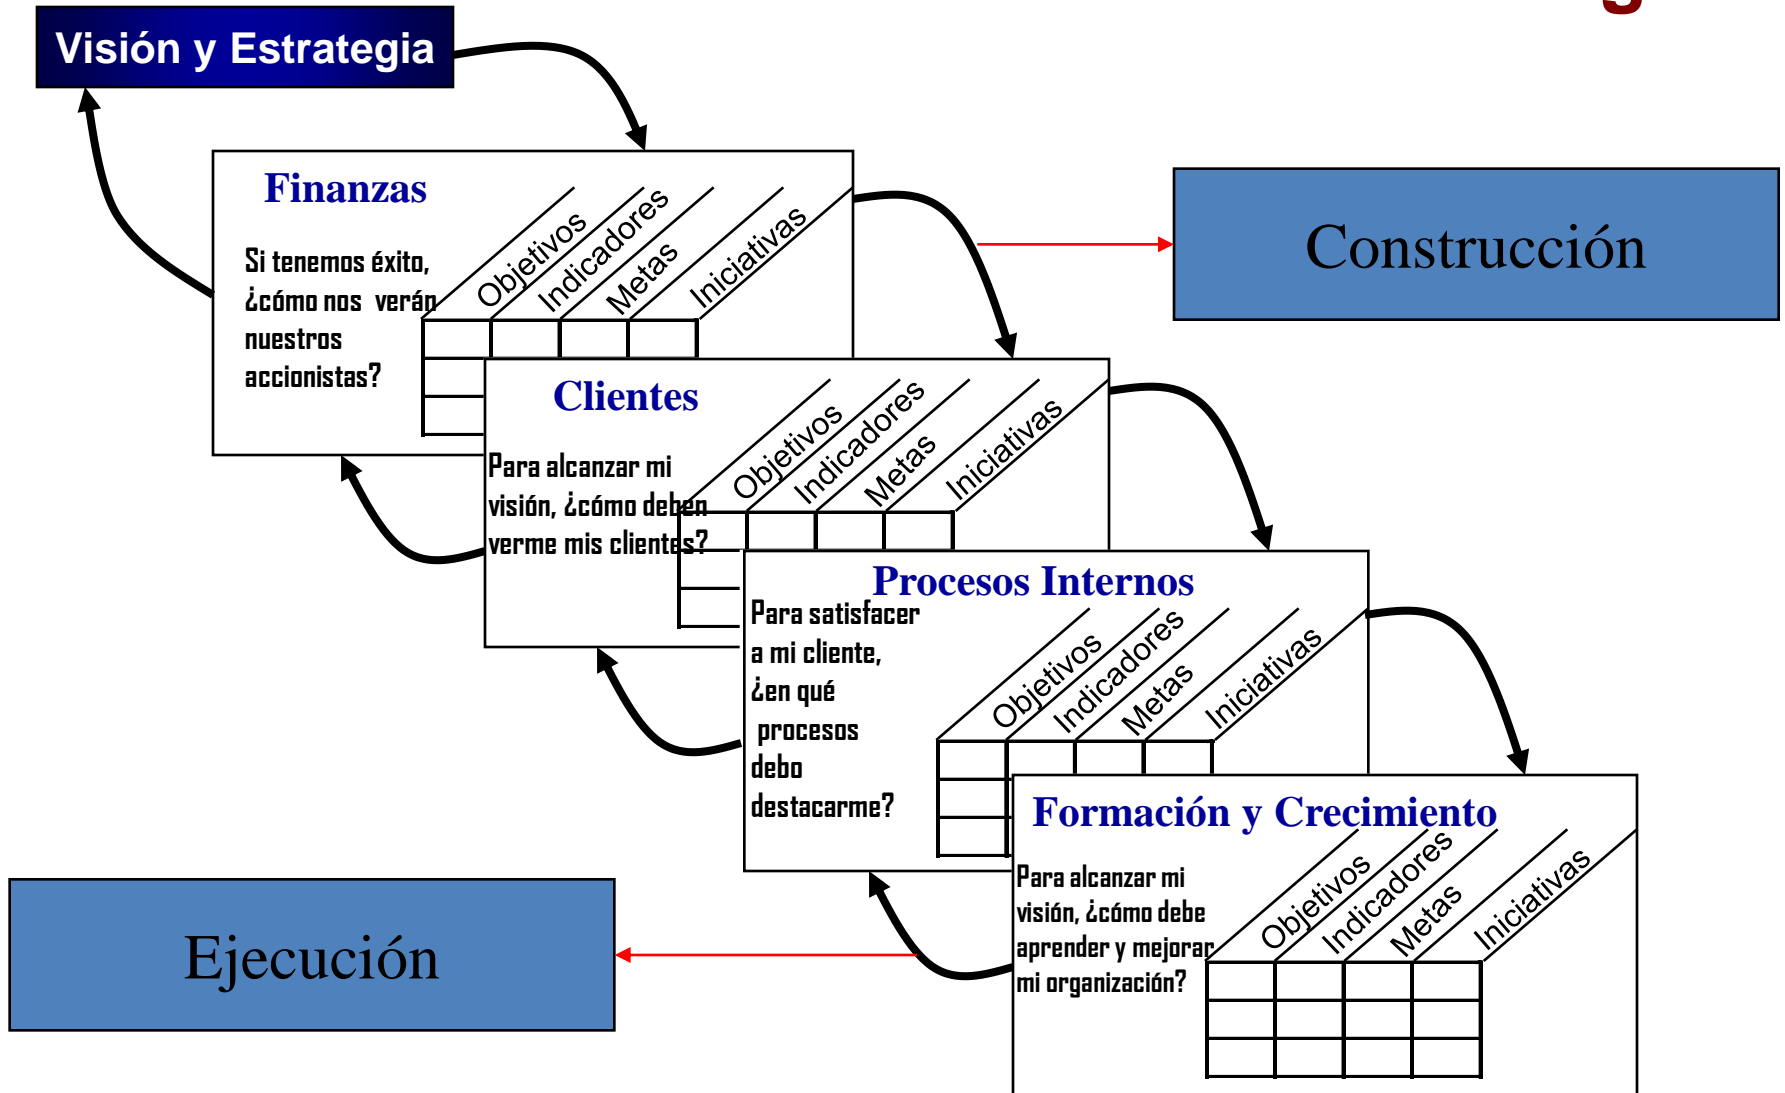 Visión y Estrategia
Finanzas
Si tenemos éxito,
¿cómo nos verán
nuestros
accionistas?
Objetivos
Indicadores
Metas
Iniciativas
Construcción
Clientes
Para alcanzar mi
visión, ¿cómo deben
verme mis clientes?
Objetivos
Indicadores
Metas
Iniciativas
Procesos Internos
Para satisfacer
a mi cliente,
¿en qué
procesos
debo
destacarme?
Objetivos
Indicadores
Metas
Iniciativas
Formación y Crecimiento
Para alcanzar mi
visión, ¿cómo debe
aprender y mejorar
mi organización?
Objetivos
Indicadores
Metas
Iniciativas
Ejecución